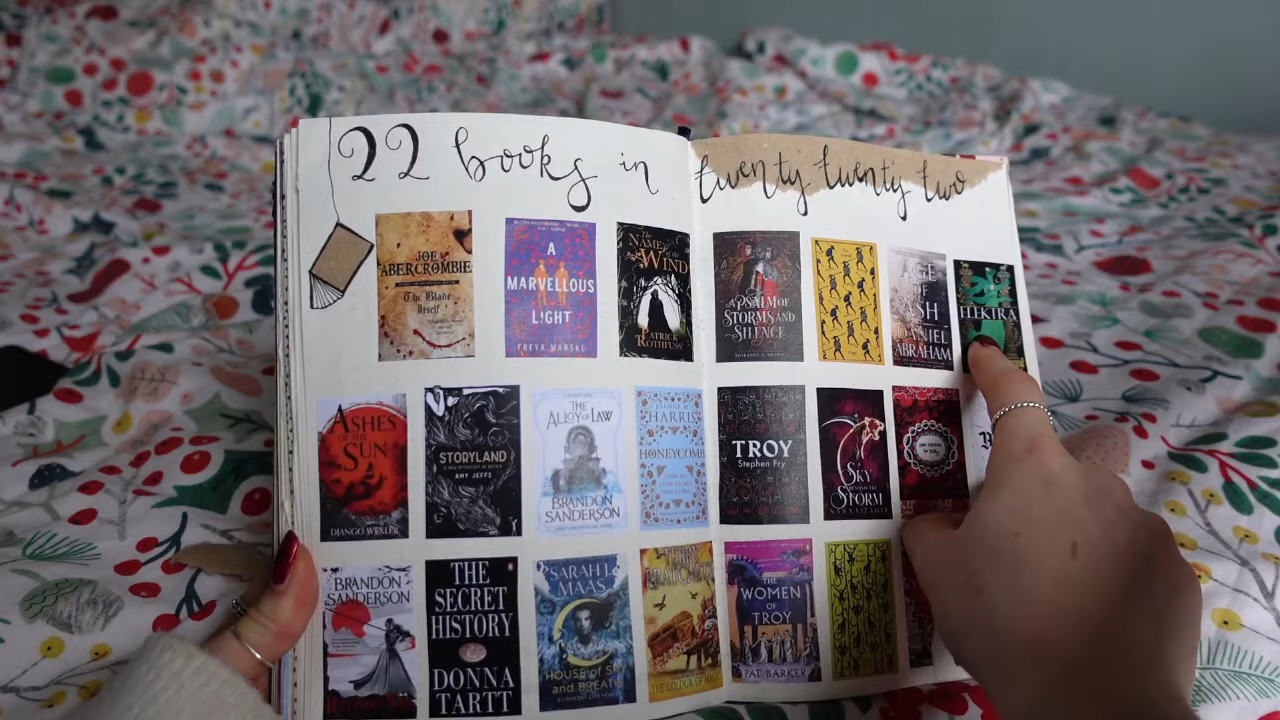 22 books in twenty twenty two
JOE
ABERCROMBIE
The Blade
Itself
A
MARVELLOUS
LIGHT
FREYA MARSKE
The
NAME of the
WIND
PATRICK
ROTHFUSS
A PSALM OF
STORMS AND
SILENCE
AGE
OF
ASH
DANIEL
ABRAHAM
ELEKTRA
ASHES
OF THE
SUN
DJANGO WEXLER
STORYLAND
AMY JEFFS
THE
ALLOY of LAW
BRANDON
SANDERSON
JOANNE M.
HARRIS
HONEYCOMB
TROY
Stephen Fry
A
SKY
BEYOND THE
STORM
BRANDON
SANDERSON
THE
SECRET
HISTORY
DONNA
TARTT
SARAH J.
MAAS
HOUSE OF SKY
AND BREATH
TERRY
PRATCHETT
THE COLOUR OF MAGIC
THE
WOMEN
OF
TROY
PAT BARKER